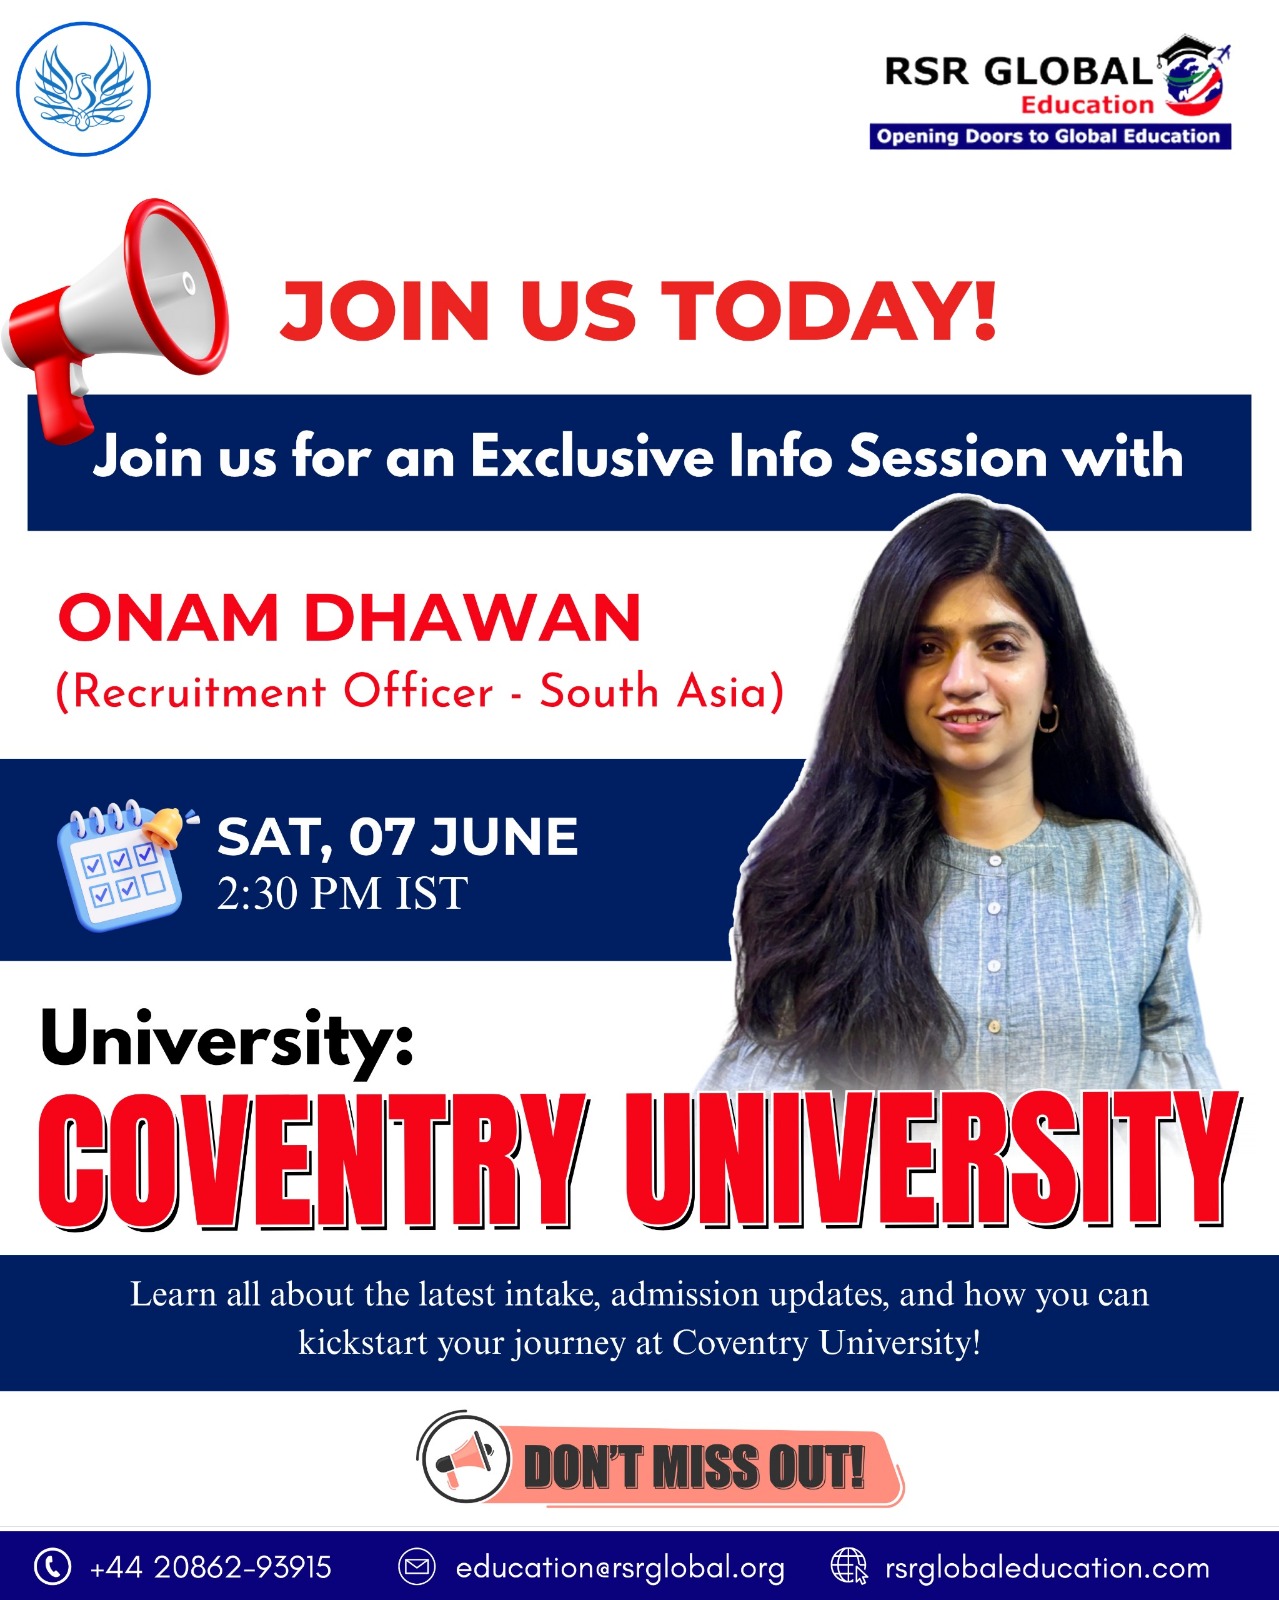 RSR GLOBAL
Education
Opening Doors to Global Education
JOIN US TODAY!
Join us for an Exclusive Info Session with
ONAM DHAWAN
(Recruitment Officer - South Asia)
SAT, 07 JUNE
2:30 PM IST
University:
COVENTRY UNIVERSITY
Learn all about the latest intake, admission updates, and how you can
kickstart your journey at Coventry University!
DON'T MISS OUT!
+44 20862-93915
education@rsrglobal.org
rsrglobaleducation.com